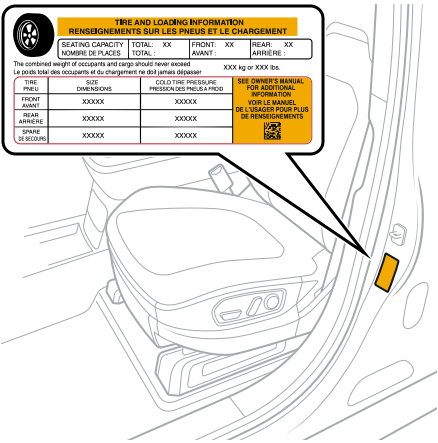 TIRE AND LOADING INFORMATION
RENSEIGNEMENTS SUR LES PNEUS ET LE CHARGEMENT
SEATING CAPACITY TOTAL: XX FRONT: XX REAR: XX
NOMBRE DE PLACES TOTAL : AVANT : ARRIÈRE :
The combined weight of occupants and cargo should never exceed
Le poids total des occupants et du chargement ne doit jamais dépasser
XXX kg or XXX lbs.
TIRE SIZE COLD TIRE PRESSURE
PNEU DIMENSIONS PRESSION DES PNEUS À FROID
FRONT
AVANT XXXXX XXXXX
REAR
ARRIÈRE XXXXX XXXXX
SPARE
DE SECOURS XXXXX XXXXX
SEE OWNER'S MANUAL
FOR ADDITIONAL
INFORMATION
VOIR LE MANUEL
DE L'USAGER POUR PLUS
DE RENSEIGNEMENTS